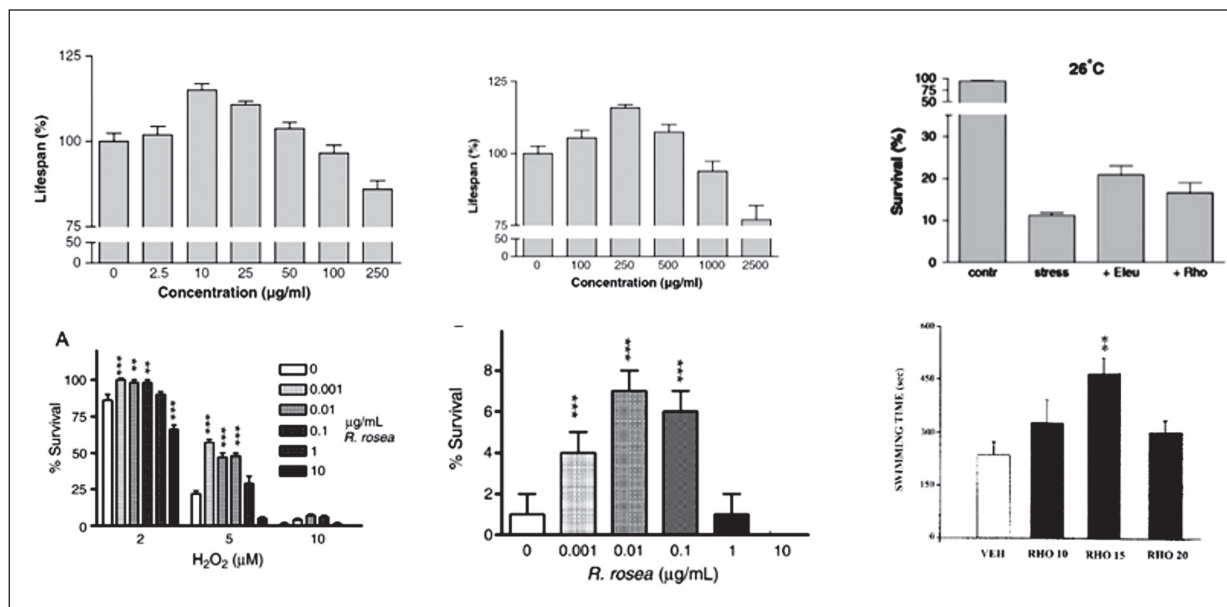 125
100
75
50
0
Lifespan (%)
0 2.5 10 25 50 100 250
Concentration (µg/ml)
125
100
75
50
0
Lifespan (%)
0 100 250 500 1000 2500
Concentration (µg/ml)
26°C
100
75
50
30
20
10
0
Survival (%)
contr stress + Eleu + Rho
A
100
75
50
25
0
% Survival
*** ** ** ***
*** *** ***
0
0.001
0.01
0.1
1
10
µg/mL
R. rosea
2 5 10
H₂O₂ (µM)
8
6
4
2
0
% Survival
*** *** ***
0 0.001 0.01 0.1 1 10
R. rosea (µg/mL)
600
450
300
150
0
SWIMMING TIME (sec)
**
VEH RHO 10 RHO 15 RHO 20